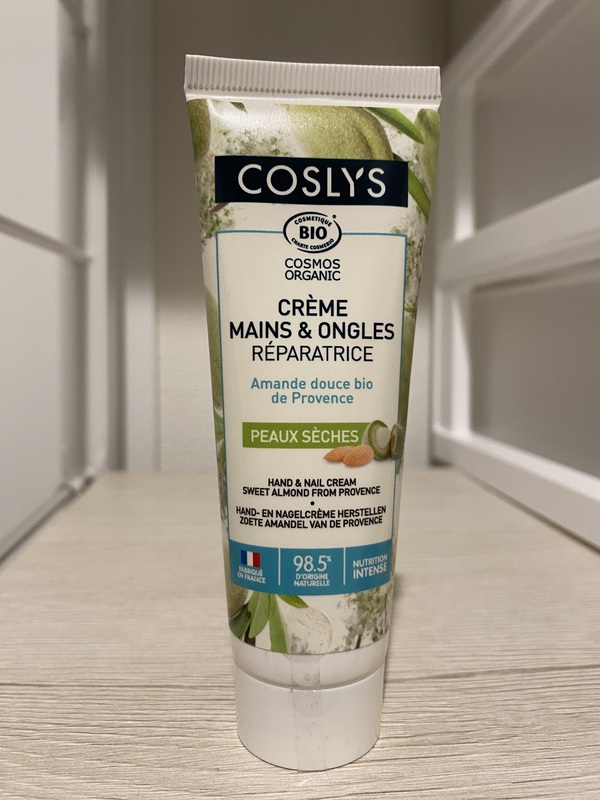 COSLYS
COSMETIQUE
BIO
CHARTE COSMEBIO
COSMOS
ORGANIC
CRÈME
MAINS & ONGLES
RÉPARATRICE
Amande douce bio
de Provence
PEAUX SÈCHES
HAND & NAIL CREAM
SWEET ALMOND FROM PROVENCE
•
HAND- EN NAGELCRÈME HERSTELLEN
ZOETE AMANDEL VAN DE PROVENCE
FABRIQUÉ
EN FRANCE
98.5%
D'ORIGINE
NATURELLE
NUTRITION
INTENSE